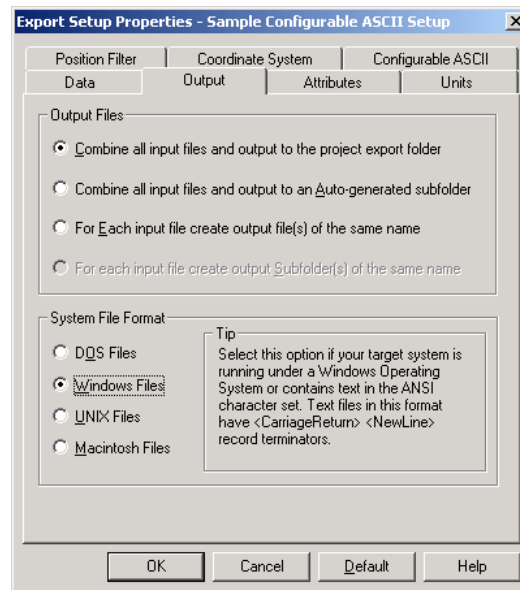 Export Setup Properties - Sample Configurable ASCII Setup
Position Filter
Coordinate System
Configurable ASCII
Data
Output
Attributes
Units
Output Files
Combine all input files and output to the project export folder
Combine all input files and output to an Auto-generated subfolder
For Each input file create output file(s) of the same name
For each input file create output Subfolder(s) of the same name
System File Format
DOS Files
Windows Files
UNIX Files
Macintosh Files
Tip
Select this option if your target system is
running under a Windows Operating
System or contains text in the ANSI
character set. Text files in this format
have <CarriageReturn> <NewLine>
record terminators.
OK
Cancel
Default
Help